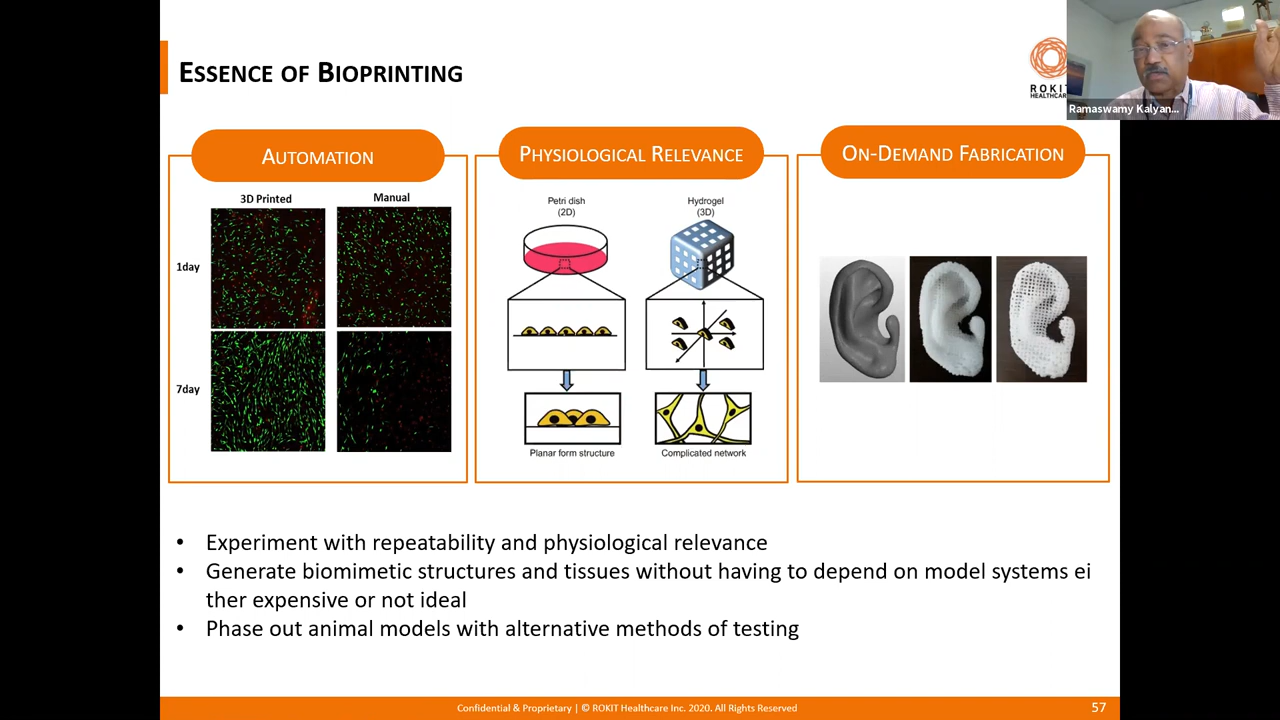 ESSENCE OF BIOPRINTING
ROKIT
HEALTHCARE
Ramaswamy Kalyan...
AUTOMATION
3D Printed
Manual
1day
7day
PHYSIOLOGICAL RELEVANCE
Petri dish
(2D)
Hydrogel
(3D)
Planar form structure
Complicated network
ON-DEMAND FABRICATION
• Experiment with repeatability and physiological relevance
• Generate biomimetic structures and tissues without having to depend on model systems ei
ther expensive or not ideal
• Phase out animal models with alternative methods of testing
Confidential & Proprietary | © ROKIT Healthcare Inc. 2020. All Rights Reserved
57